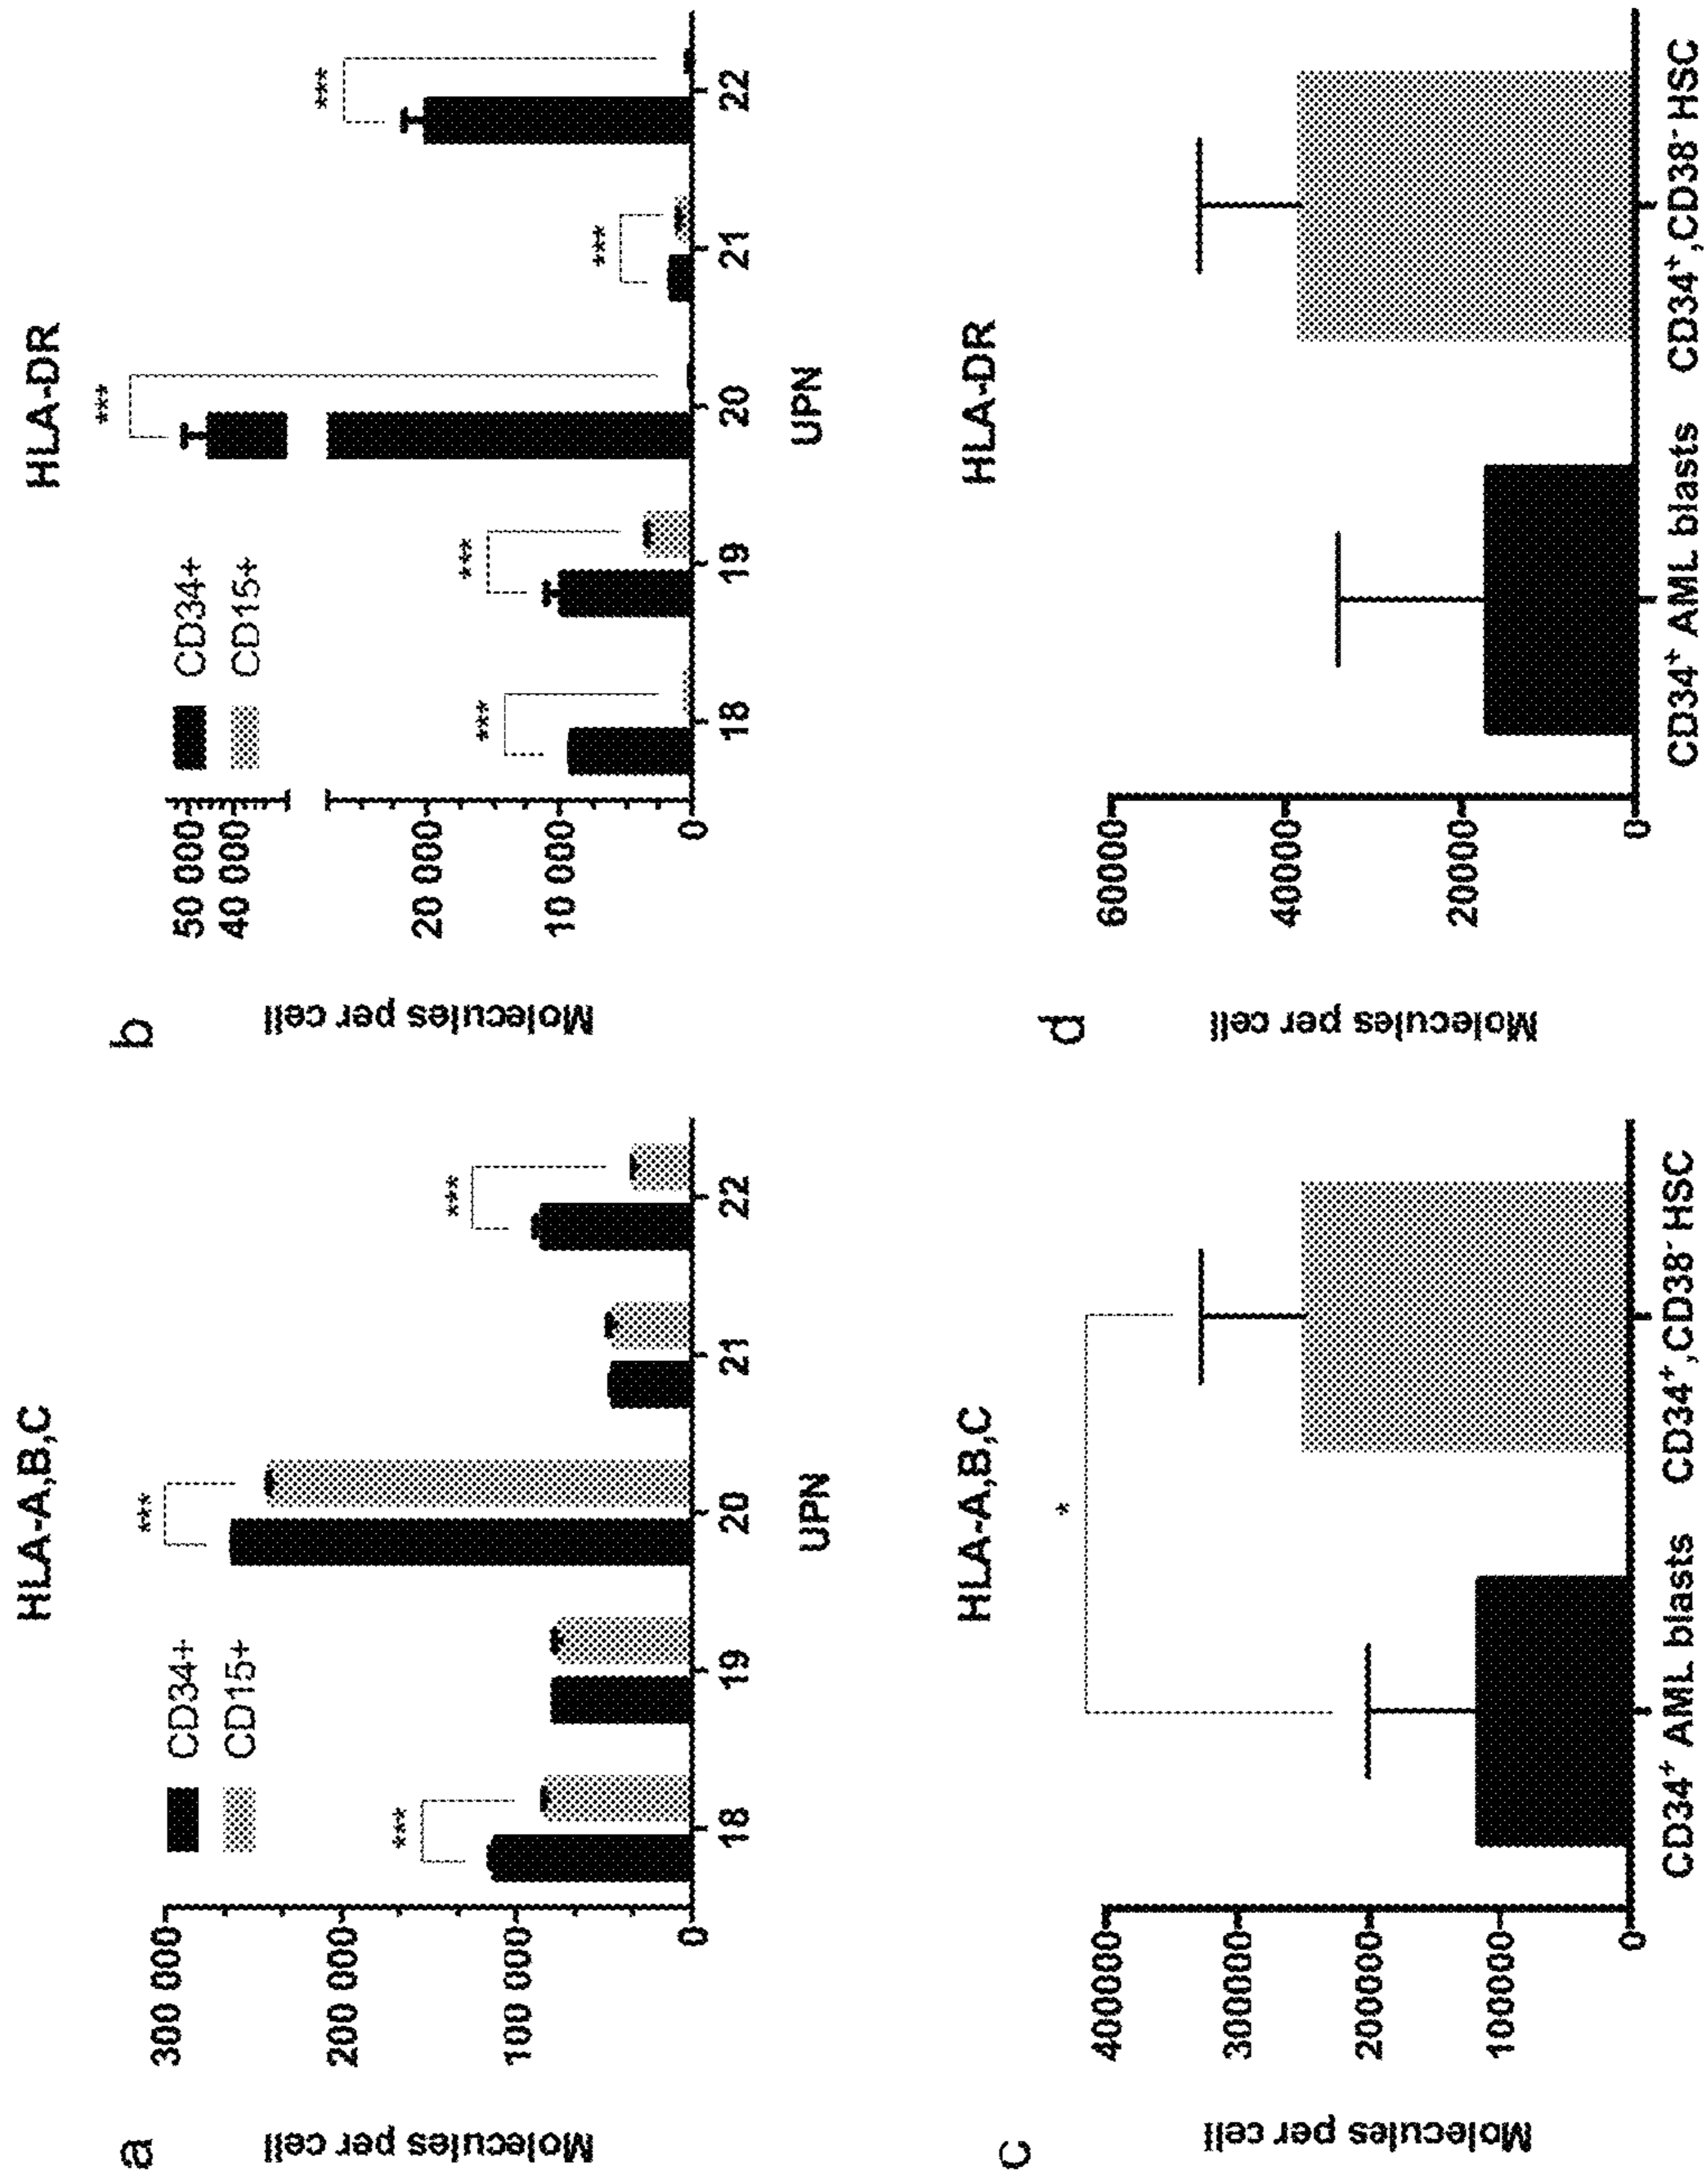 a
HLA-A,B,C
CD34+
CD15+
Molecules per cell
300 000
200 000
100 000
0
***
***
***
18
19
20
21
22
UPN
b
HLA-DR
CD34+
CD15+
Molecules per cell
50 000
40 000
20 000
10 000
0
***
***
***
***
***
18
19
20
21
22
UPN
c
HLA-A,B,C
Molecules per cell
400000
300000
200000
100000
0
*
CD34⁺ AML blasts
CD34⁺,CD38⁻ HSC
d
HLA-DR
Molecules per cell
60000
40000
20000
0
CD34⁺ AML blasts
CD34⁺,CD38⁻ HSC